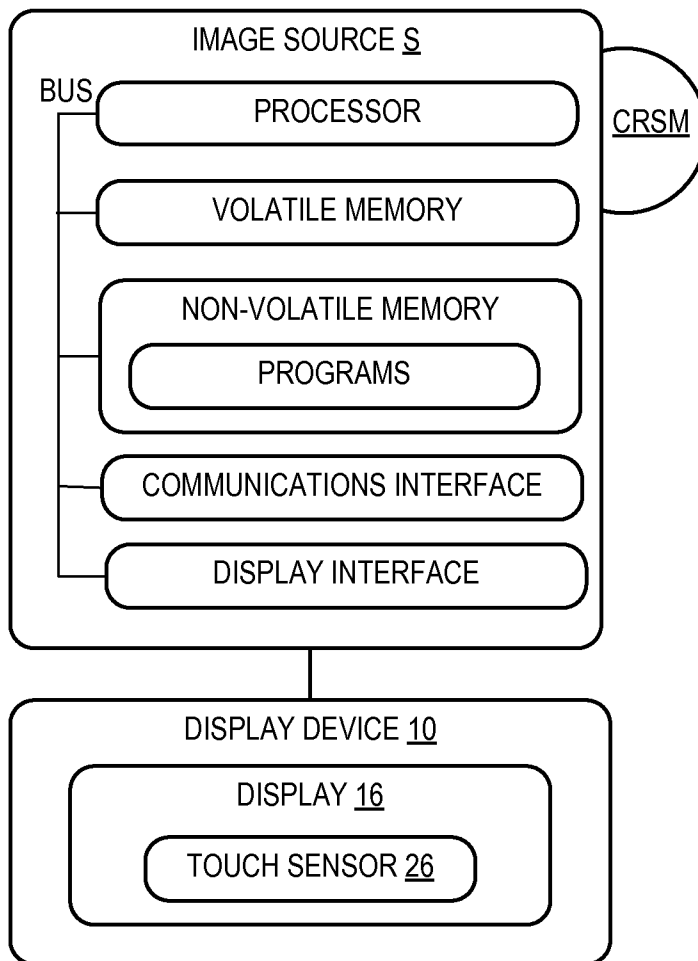 IMAGE SOURCE S
BUS
PROCESSOR
CRSM
VOLATILE MEMORY
NON-VOLATILE MEMORY
PROGRAMS
COMMUNICATIONS INTERFACE
DISPLAY INTERFACE
DISPLAY DEVICE 10
DISPLAY 16
TOUCH SENSOR 26